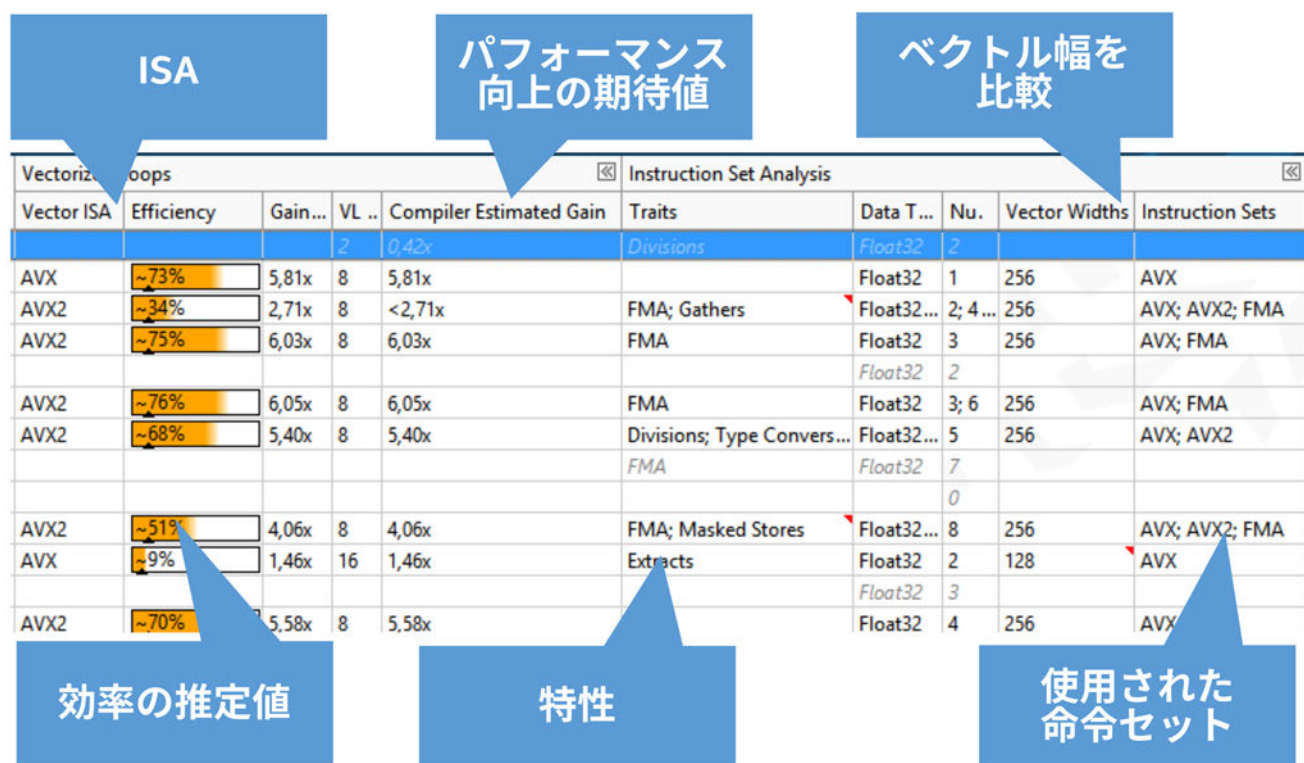 ISA
パフォーマンス
向上の期待値
ベクトル幅を
比較
Instruction Set Analysis
Vector ISA Efficiency Gain... VL .. Compiler Estimated Gain Traits Data T... Nu. Vector Widths Instruction Sets
2 0,42x Divisions Float32 2
AVX ~73% 5,81x 8 5,81x Float32 1 256 AVX
AVX2 ~34% 2,71x 8 <2,71x FMA; Gathers Float32... 2; 4... 256 AVX; AVX2; FMA
AVX2 ~75% 6,03x 8 6,03x FMA Float32 3 256 AVX; FMA
Float32 2
AVX2 ~76% 6,05x 8 6,05x FMA Float32 3; 6 256 AVX; FMA
AVX2 ~68% 5,40x 8 5,40x Divisions; Type Convers... Float32... 5 256 AVX; AVX2
FMA Float32 7
0
AVX2 ~51% 4,06x 8 4,06x FMA; Masked Stores Float32... 8 256 AVX; AVX2; FMA
AVX ~9% 1,46x 16 1,46x Extracts Float32 2 128 AVX
Float32 3
AVX2 ~70% 5,58x 8 5,58x Float32 4 256
効率の推定値
特性
使用された
命令セット